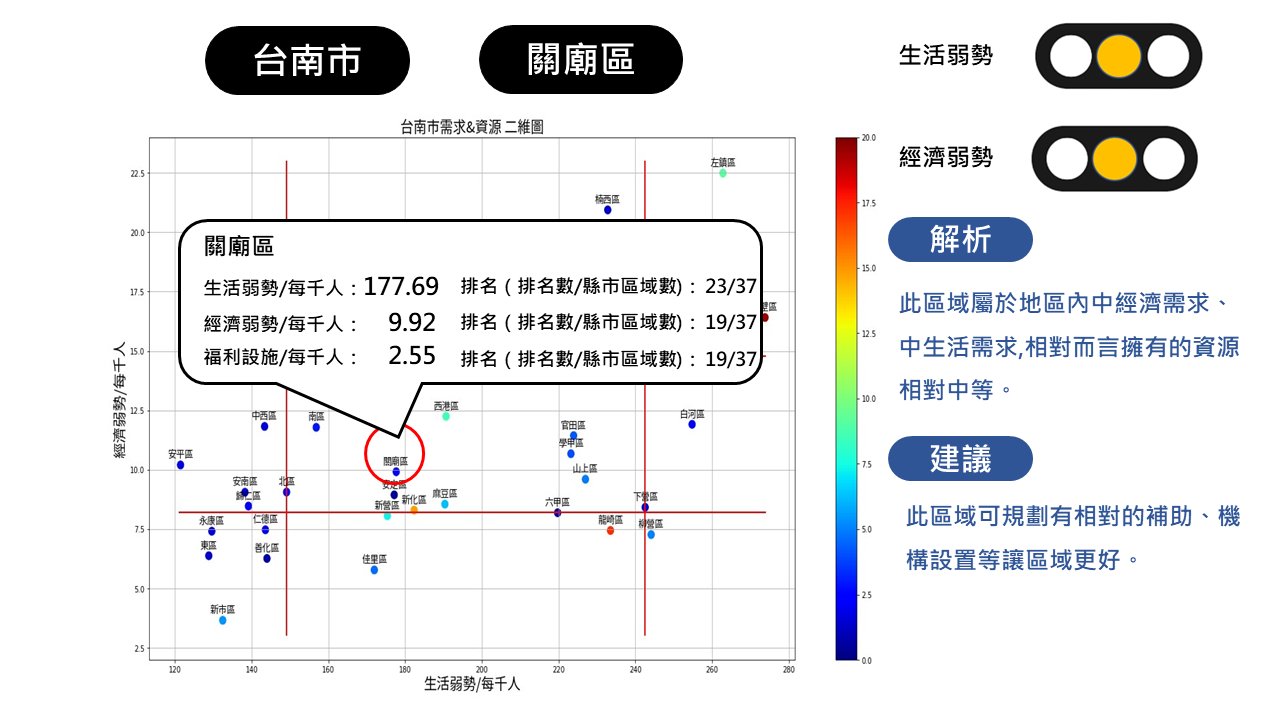 台南市
關廟區
生活弱勢
經濟弱勢
台南市需求&資源 二維圖
經濟弱勢/每千人
22.5
20.0
17.5
15.0
12.5
10.0
7.5
5.0
2.5
左鎮區
楠西區
關廟區
生活弱勢/每千人：177.69 排名(排名數/縣市區域數)：23/37
經濟弱勢/每千人： 9.92 排名(排名數/縣市區域數)：19/37
福利設施/每千人： 2.55 排名(排名數/縣市區域數)：19/37
西港區
中西區
南區
白河區
官田區
學甲區
安平區
關廟區
山上區
安南區
北區
安定區
歸仁區
新營區
新化區
麻豆區
六甲區
下營區
永康區
仁德區
龍崎區
柳營區
東區
善化區
佳里區
新市區
120 140 160 180 200 220 240 260 280
生活弱勢/每千人
20.0
17.5
15.0
12.5
10.0
7.5
5.0
2.5
0.0
解析
此區域屬於地區內中經濟需求、
中生活需求,相對而言擁有的資源
相對中等。
建議
此區域可規劃有相對的補助、機
構設置等讓區域更好。